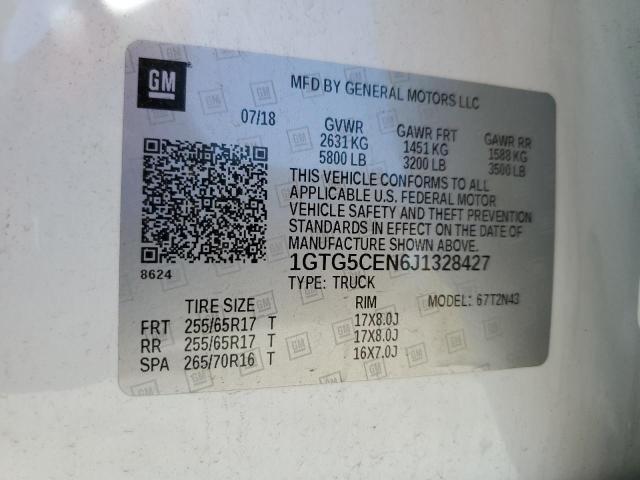 GM
MFD BY GENERAL MOTORS LLC
07/18
GVWR GAWR FRT GAWR RR
2631 KG 1451 KG 1588 KG
5800 LB 3200 LB 3500 LB
THIS VEHICLE CONFORMS TO ALL
APPLICABLE U.S. FEDERAL MOTOR
VEHICLE SAFETY AND THEFT PREVENTION
STANDARDS IN EFFECT ON THE DATE OF
MANUFACTURE SHOWN ABOVE.
8624
1GTG5CEN6J1328427
TYPE: TRUCK MODEL: 67T2N43
TIRE SIZE RIM
FRT 255/65R17 T 17X8.0J
RR 255/65R17 T 17X8.0J
SPA 265/70R16 T 16X7.0J